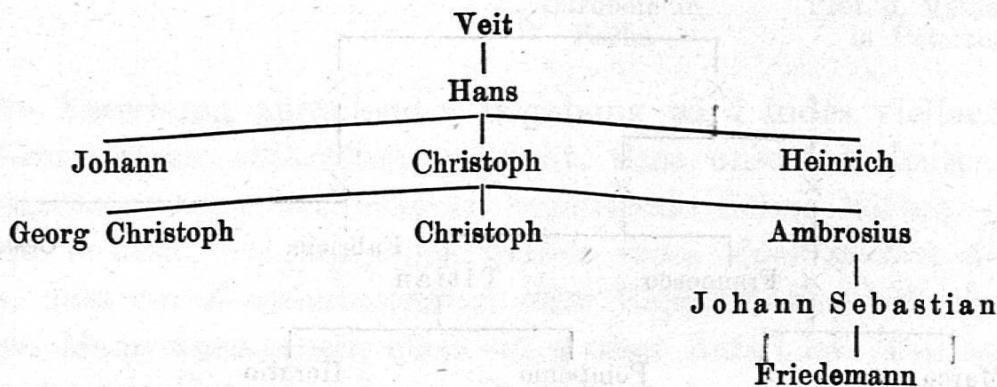 Veit
Hans
Johann Christoph Heinrich
Georg Christoph Christoph Ambrosius
Johann Sebastian
Friedemann